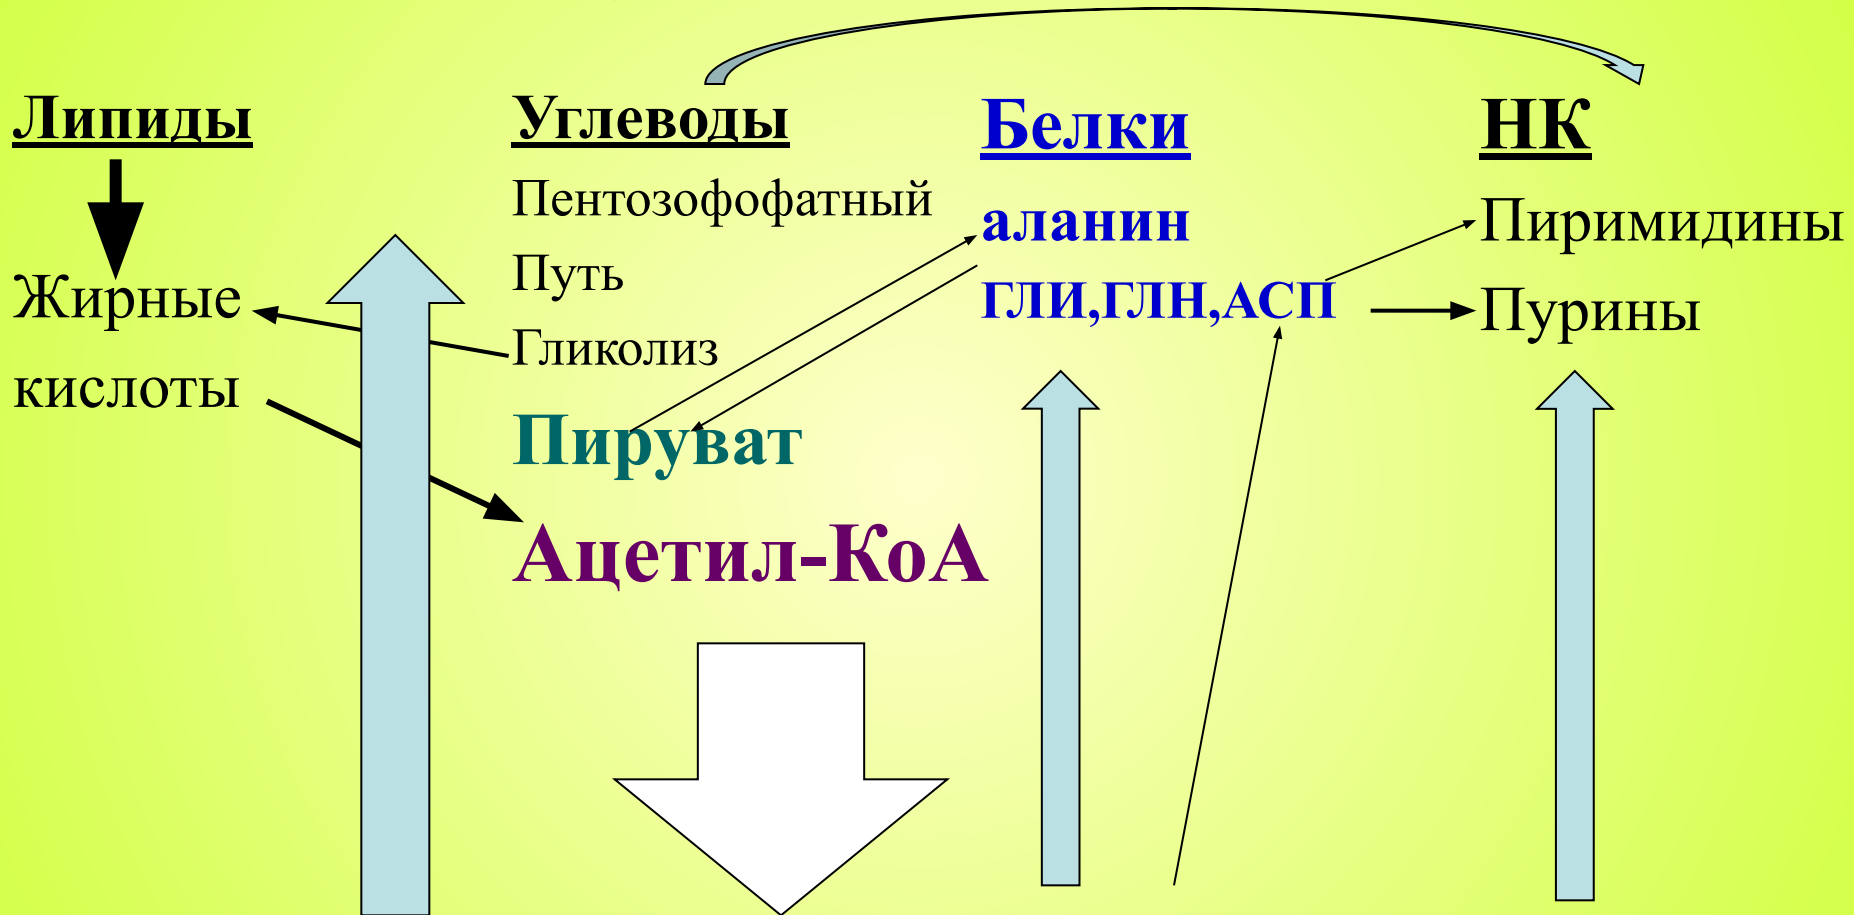 Липиды
Жирные
кислоты
Углеводы
Пентозофофатный
Путь
Гликолиз
Пируват
Ацетил-КоА
Белки
аланин
ГЛИ,ГЛН,АСП
НК
Пиримидины
Пурины